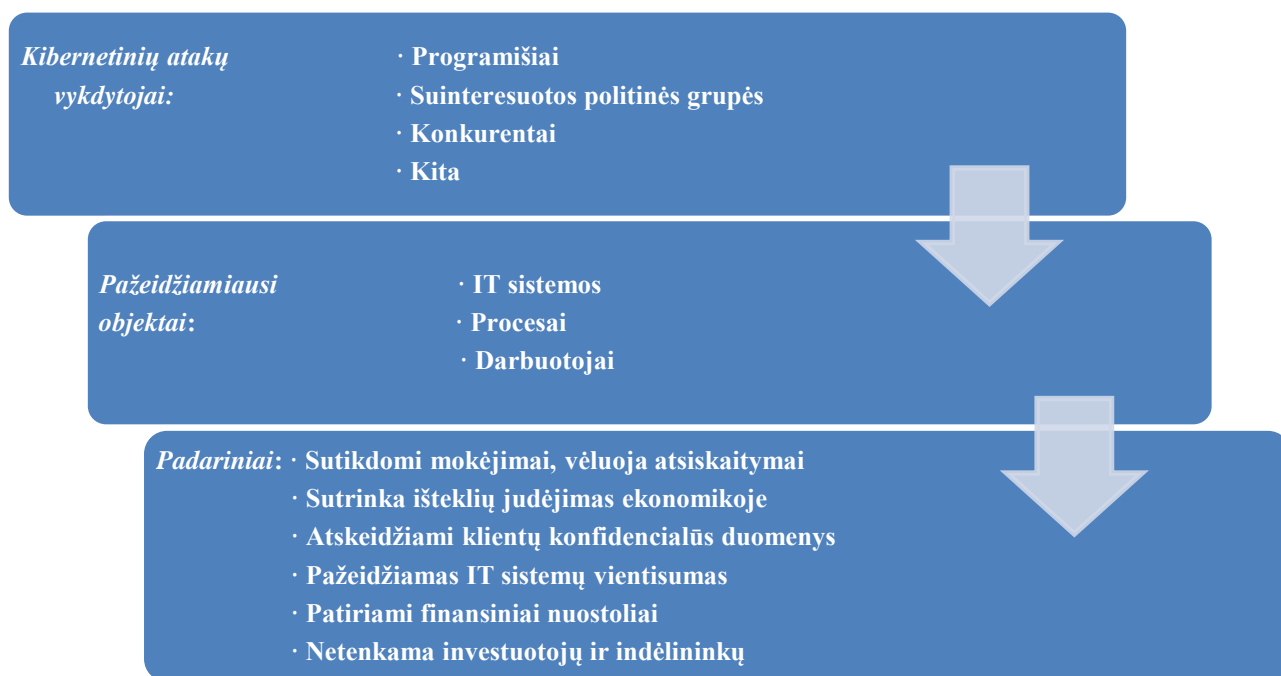 Kibernetinių atakų · Programišiai
vykdytojai: · Suinteresuotos politinės grupės
· Konkurentai
· Kita
Pažeidžiamiausi · IT sistemos
objektai: · Procesai
· Darbuotojai
Padariniai: · Sutikdomi mokėjimai, vėluoja atsiskaitymai
· Sutrinka išteklių judėjimas ekonomikoje
· Atskeidžiami klientų konfidencialūs duomenys
· Pažeidžiamas IT sistemų vientisumas
· Patiriami finansiniai nuostoliai
· Netenkama investuotojų ir indėlininkų